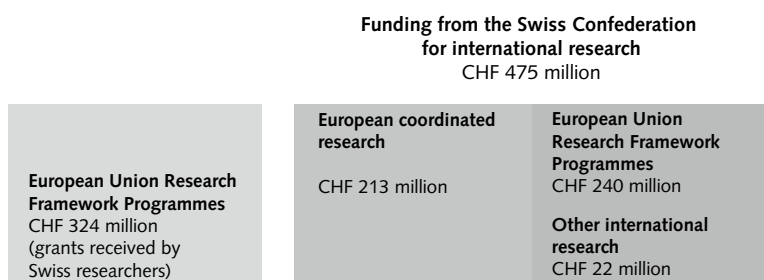 Funding from the Swiss Confederation
for international research
CHF 475 million
European Union Research
Framework Programmes
CHF 324 million
(grants received by
Swiss researchers)
European coordinated
research
CHF 213 million
European Union
Research Framework
Programmes
CHF 240 million
Other international
research
CHF 22 million